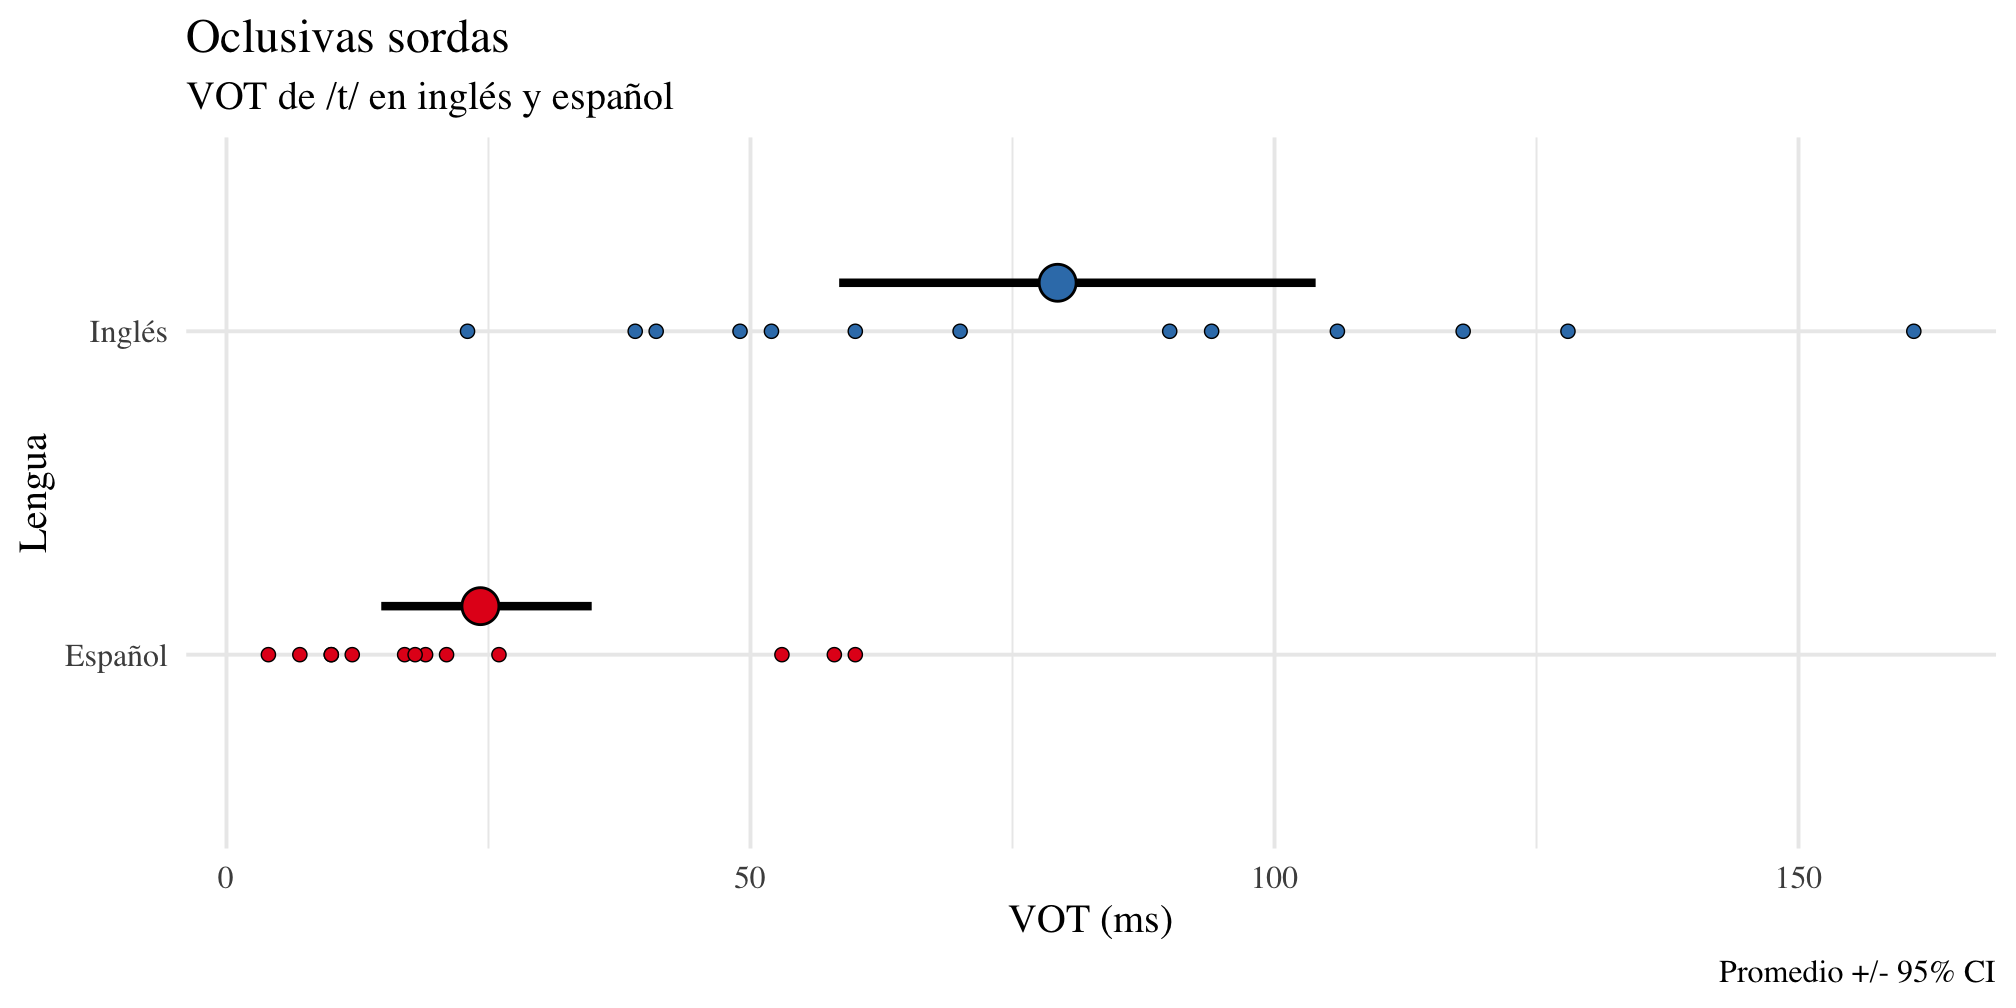 Oclusivas sordas
VOT de /t/ en inglés y español
Inglés
Lengua
Español
0 50 100 150
VOT (ms)
Promedio +/- 95% CI